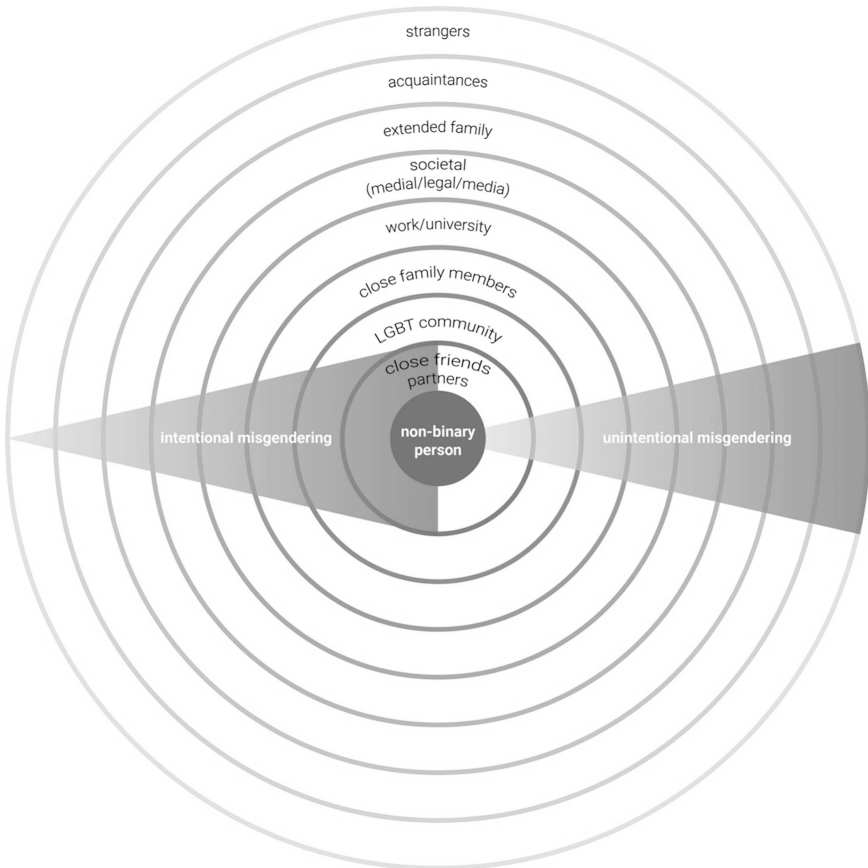 strangers
acquaintances
extended family
societal
(medial/legal/media)
work/university
close family members
LGBT community
close friends
partners
intentional misgendering
non-binary
person
unintentional misgendering